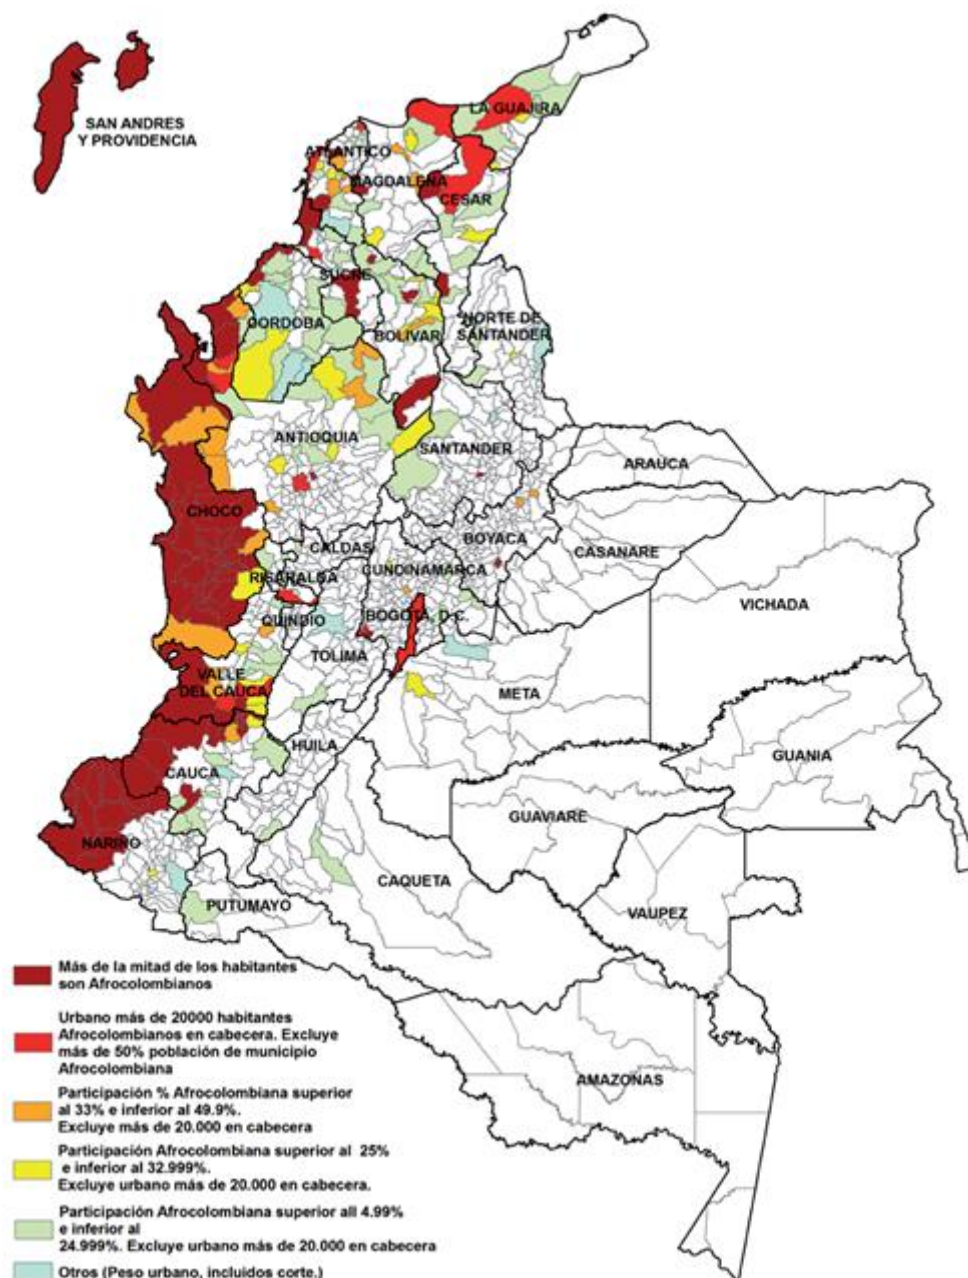 SAN ANDRES
Y PROVIDENCIA
LA GUAJIRA
ATLANTICO
MAGDALENA
CESAR
SUCRE
CORDOBA
BOLIVAR
NORTE DE
SANTANDER
ANTIOQUIA
SANTANDER
ARAUCA
CHOCO
BOYACA
CASANARE
CALDAS
CUNDINAMARCA
RISARALDA
VICHADA
QUINDIO
BOGOTA, D.C.
TOLIMA
VALLE
DEL CAUCA
META
HUILA
GUANIA
CAUCA
GUAVIARE
NARIÑO
CAQUETA
PUTUMAYO
VAUPEZ
AMAZONAS
Más de la mitad de los habitantes
son Afrocolombianos
Urbano más de 20000 habitantes
Afrocolombianos en cabecera. Excluye
más de 50% población de municipio
Afrocolombiana
Participación % Afrocolombiana superior
al 33% e inferior al 49.9%.
Excluye más de 20.000 en cabecera
Participación Afrocolombiana superior al 25%
e inferior al 32.999%.
Excluye urbano más de 20.000 en cabecera.
Participación Afrocolombiana superior all 4.99%
e inferior al
24.999%. Excluye urbano más de 20.000 en cabecera
Otros (Peso urbano, incluidos corte.)